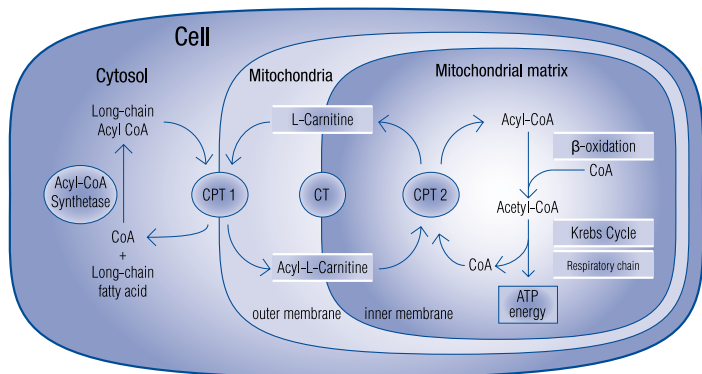 Cell
Cytosol
Mitochondria
Mitochondrial matrix
Long-chain
Acyl CoA
L-Carnitine
Acyl-CoA
β-oxidation
CoA
Acyl-CoA
Synthetase
CPT 1
CT
CPT 2
Acetyl-CoA
CoA
+
Long-chain
fatty acid
Acyl-L-Carnitine
CoA
Krebs Cycle
Respiratory chain
ATP
energy
outer membrane
inner membrane